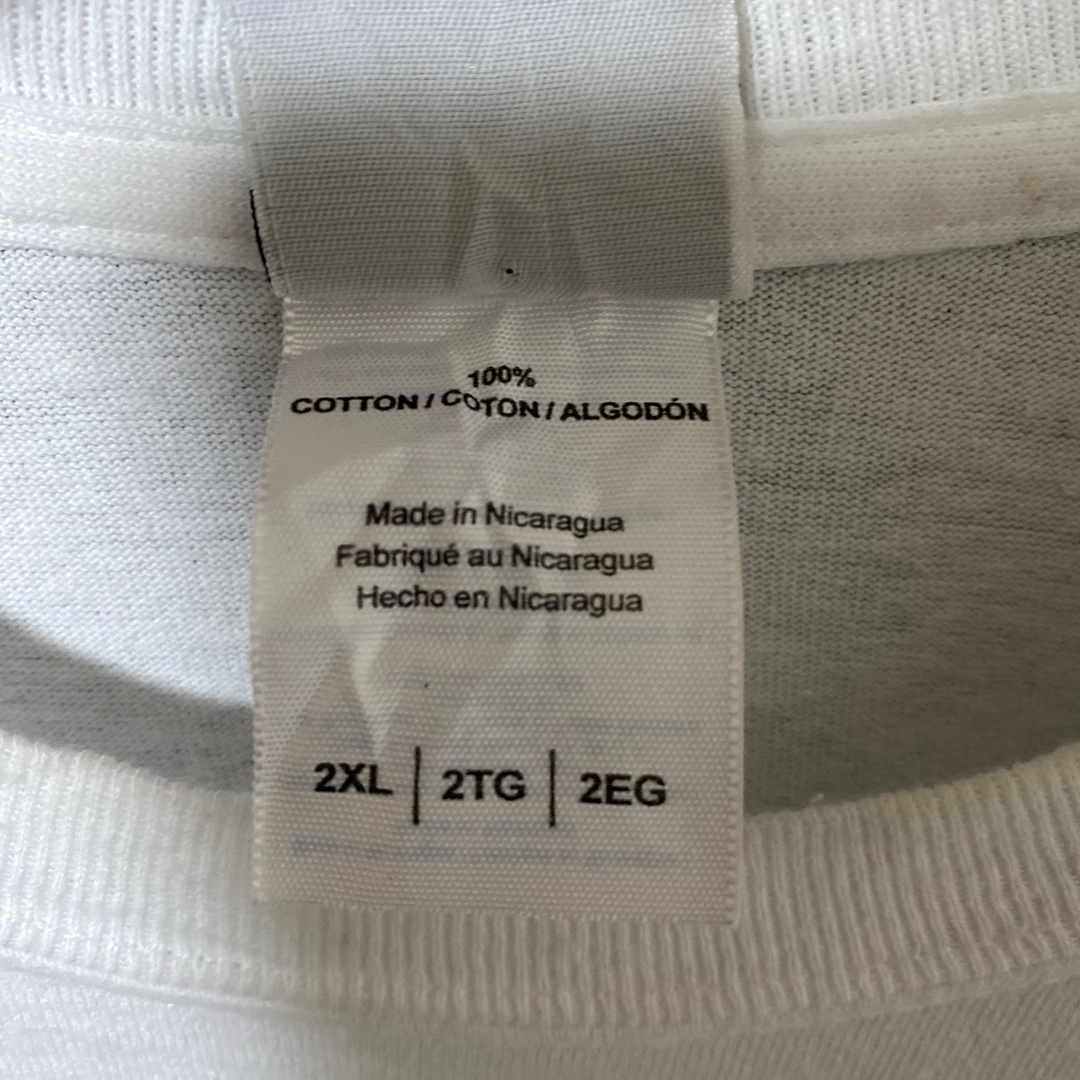 100%
COTTON / COTON / ALGODÓN
Made in Nicaragua
Fabriqué au Nicaragua
Hecho en Nicaragua
2XL | 2TG | 2EG